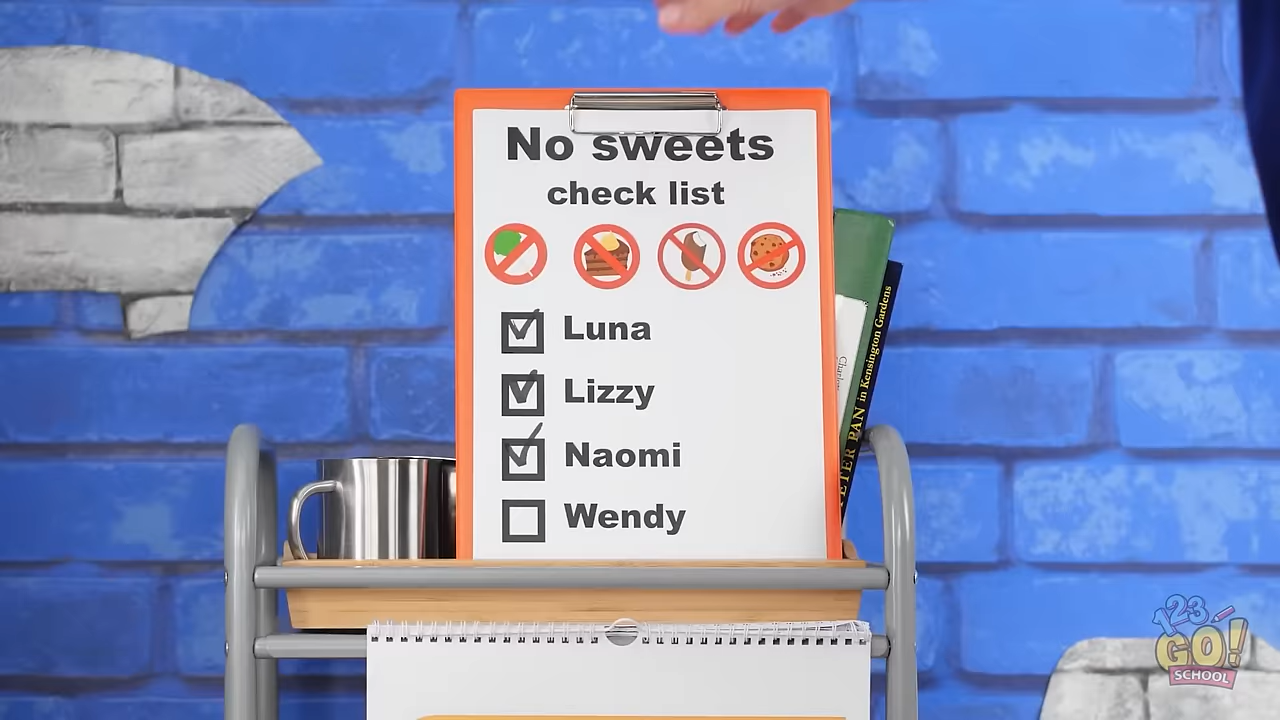 No sweets
check list
Luna
Lizzy
Naomi
Wendy
PETER PAN in Kensington Gardens
123
GO!
SCHOOL